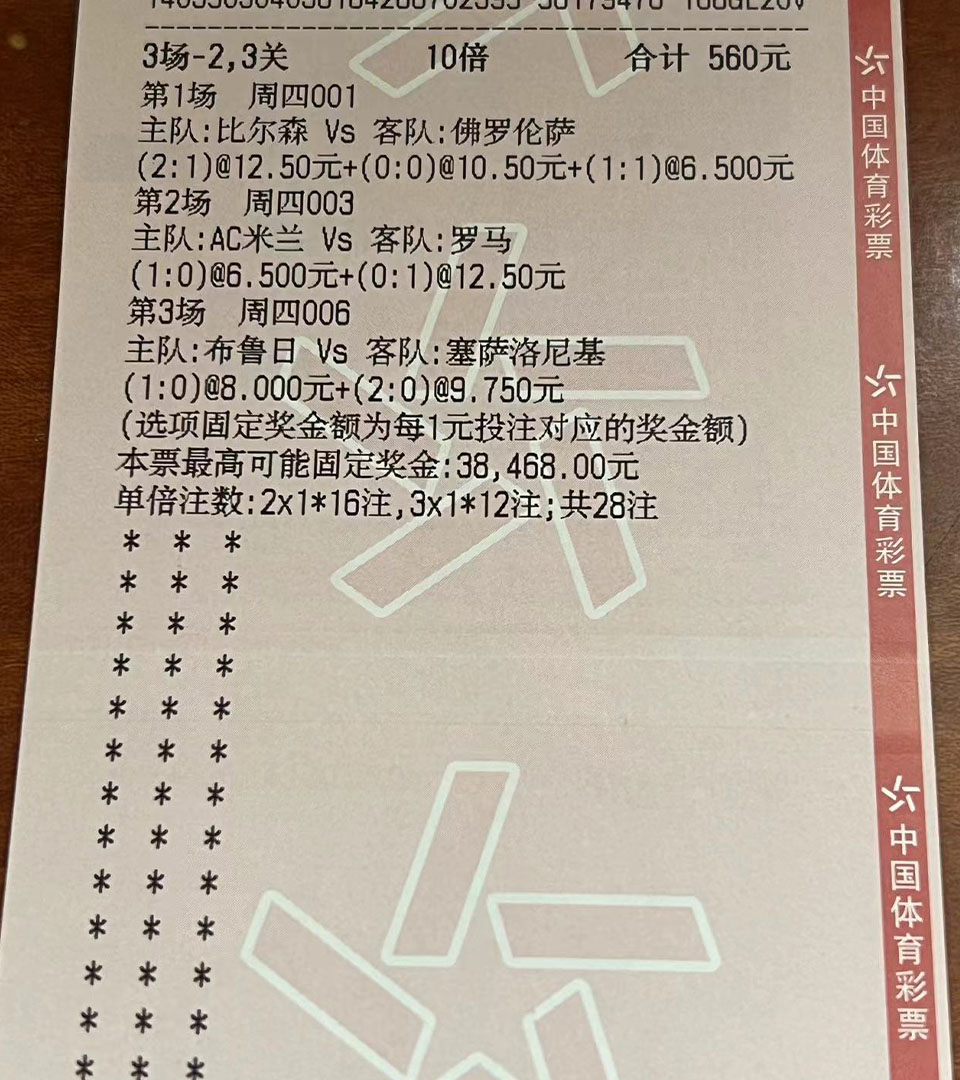 3场-2,3关 10倍 合计 560元
第1场 周四001
主队:比尔森 Vs 客队:佛罗伦萨
(2:1)@12.50元+(0:0)@10.50元+(1:1)@6.500元
第2场 周四003
主队:AC米兰 Vs 客队:罗马
(1:0)@6.500元+(0:1)@12.50元
第3场 周四006
主队:布鲁日 Vs 客队:塞萨洛尼基
(1:0)@8.000元+(2:0)@9.750元
(选项固定奖金额为每1元投注对应的奖金额)
本票最高可能固定奖金:38,468.00元
单倍注数:2x1*16注,3x1*12注;共28注
* * *
* * *
* * *
* * *
* * *
* * *
* * *
* * *
* * *
* * *
* * *
* * *
* * *
中国体育彩票
中国体育彩票
中国体育彩票